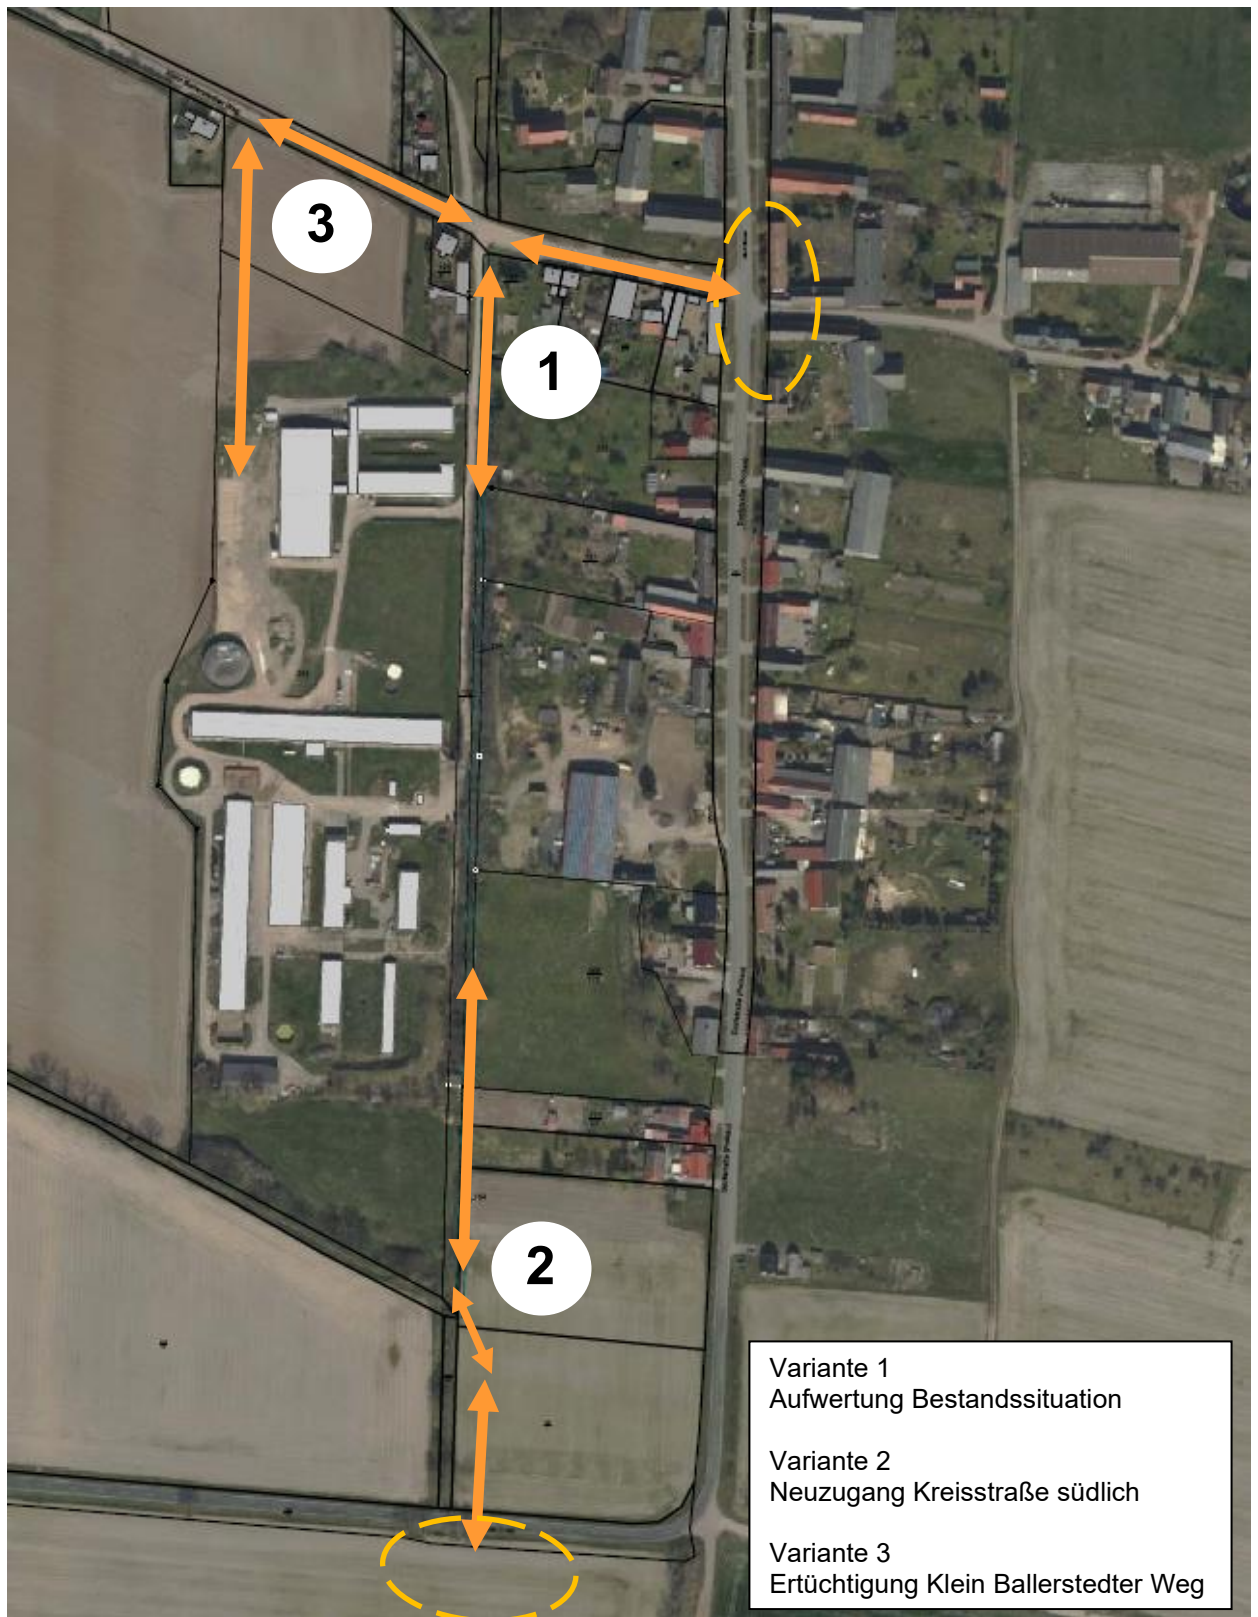 3
1
2
Variante 1
Aufwertung Bestandssituation
Variante 2
Neuzugang Kreisstraße südlich
Variante 3
Ertüchtigung Klein Ballerstedter Weg